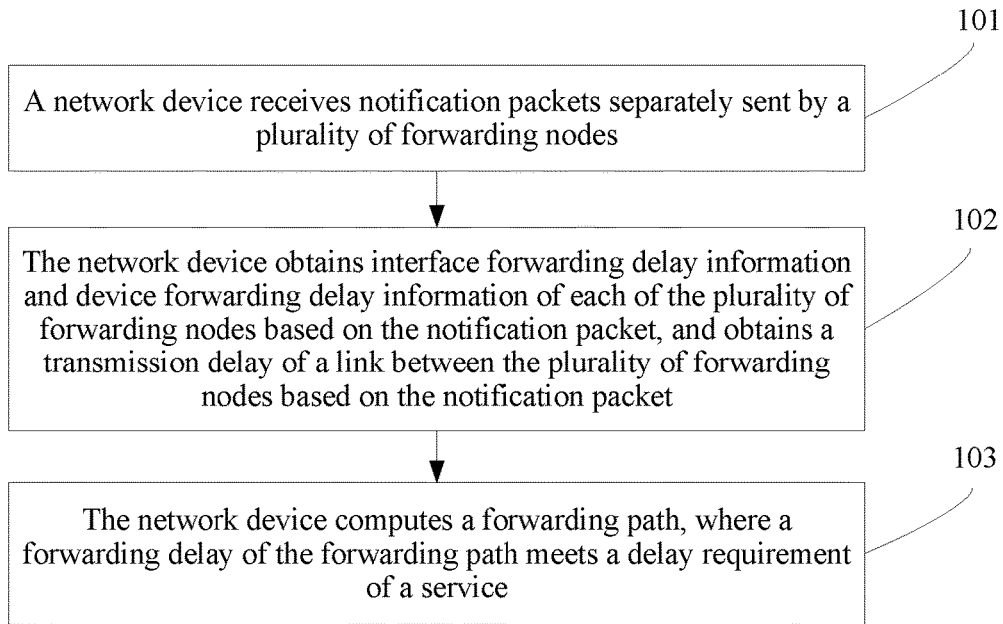 101
A network device receives notification packets separately sent by a
plurality of forwarding nodes
102
The network device obtains interface forwarding delay information
and device forwarding delay information of each of the plurality of
forwarding nodes based on the notification packet, and obtains a
transmission delay of a link between the plurality of forwarding
nodes based on the notification packet
103
The network device computes a forwarding path, where a
forwarding delay of the forwarding path meets a delay requirement
of a service